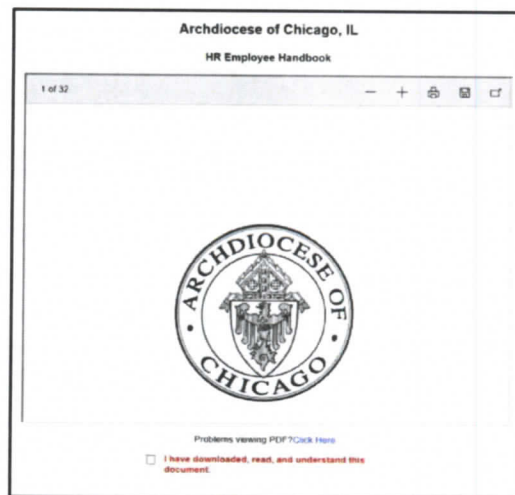 Archdiocese of Chicago, IL
HR Employee Handbook
1 of 32
ARCHDIOCESE OF
CHICAGO
Problems viewing PDF?Click Here
I have downloaded, read, and understand this
document.